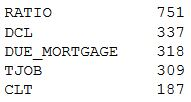 RATIO 751
DCL 337
DUE_MORTGAGE 318
TJOB 309
CLT 187